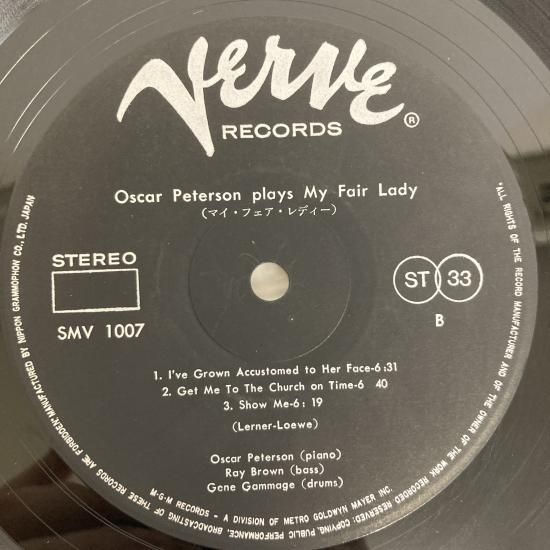 Verve
®
RECORDS
Oscar Peterson plays My Fair Lady
(マイ・フェア・レディー)
STEREO
SMV 1007
ST 33
B
1. I've Grown Accustomed to Her Face-6:31
2. Get Me To The Church on Time-6 40
3. Show Me-6: 19
(Lerner-Loewe)
Oscar Peterson (piano)
Ray Brown (bass)
Gene Gammage (drums)
M-G-M RECORDS - A DIVISION OF METRO GOLDWYN MAYER INC.
"ALL RIGHTS OF THE RECORD MANUFACTURER AND OF THE OWNER OF THE WORK RECORDED RESERVED: COPYING, PUBLIC PERFORMANCE, BROADCASTING OF THESE RECORDS ARE FORBIDDEN." MANUFACTURED BY NIPPON GRAMMOPHON CO., LTD. JAPAN